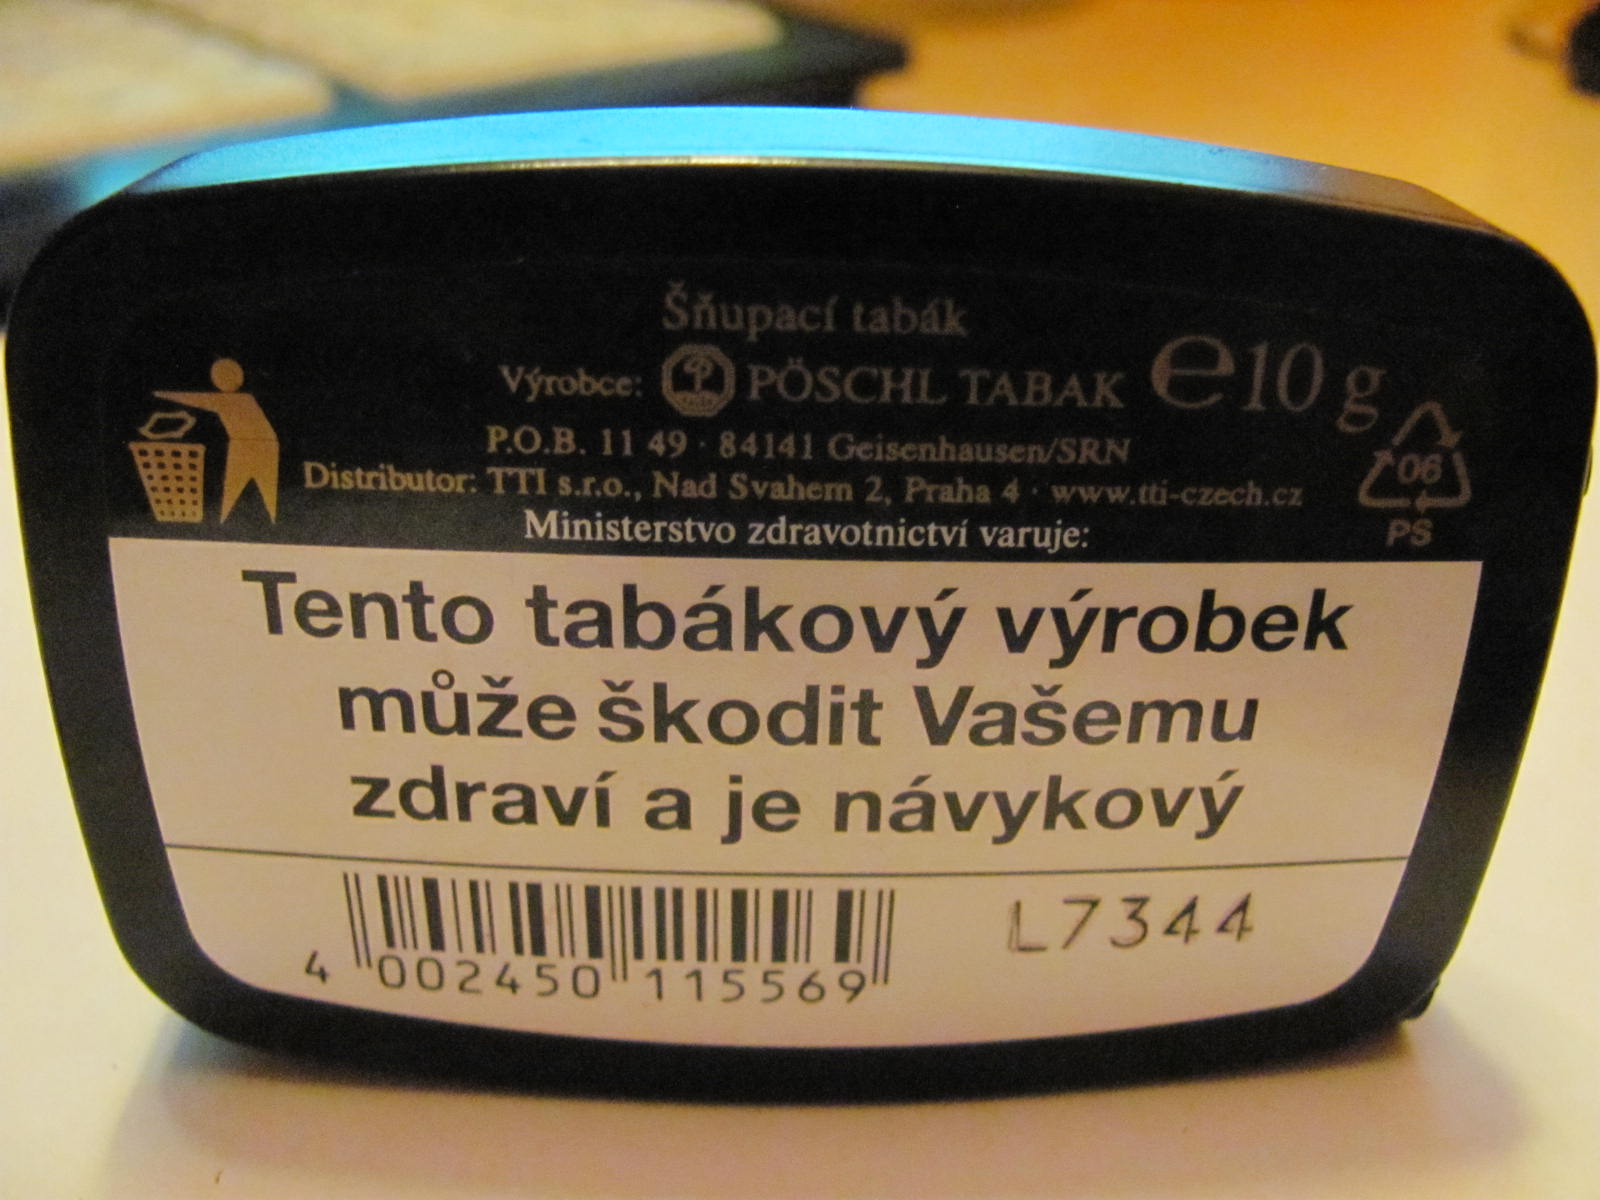 Šňupací tabák
Výrobce: PÖSCHL TABAK e10 g
P.O.B. 11 49 · 84141 Geisenhausen/SRN
Distributor: TTI s.r.o., Nad Svahem 2, Praha 4 · www.tti-czech.cz
06
PS
Ministerstvo zdravotnictví varuje:
Tento tabákový výrobek
může škodit Vašemu
zdraví a je návykový
L7344
4 002450 115569